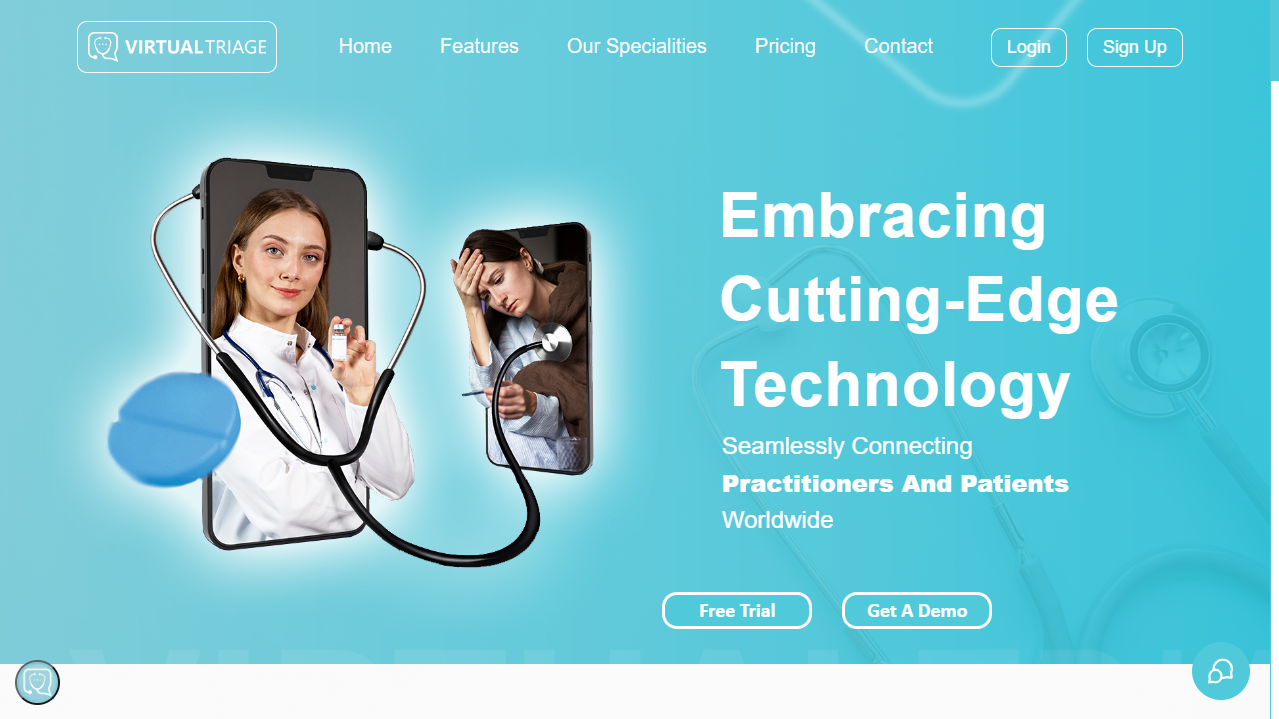 VIRTUALTRIAGE
Home Features Our Specialities Pricing Contact Login Sign Up
Embracing
Cutting-Edge
Technology
Seamlessly Connecting
Practitioners And Patients
Worldwide
Free Trial Get A Demo